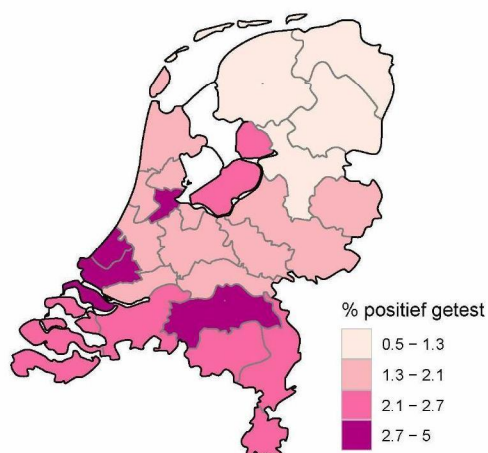 % positief getest
0.5 – 1.3
1.3 – 2.1
2.1 – 2.7
2.7 – 5